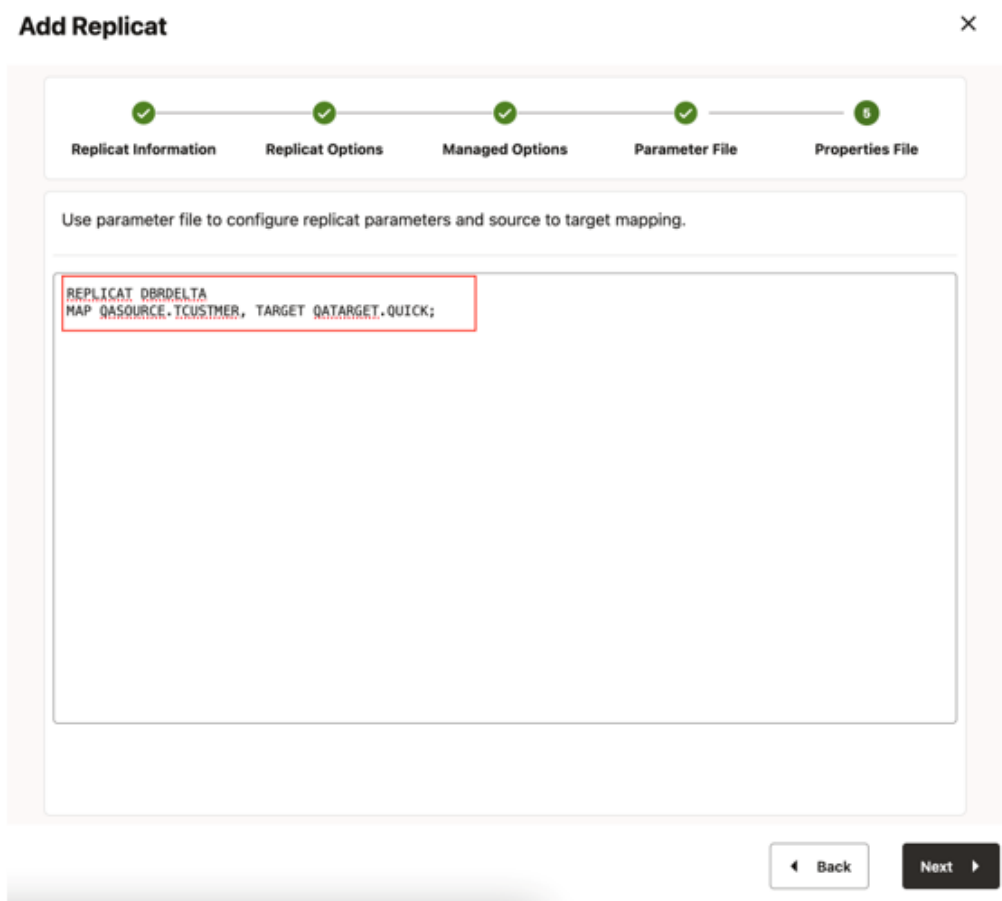 Add Replicat
Replicat Information
Replicat Options
Managed Options
Parameter File
5
Properties File
Use parameter file to configure replicat parameters and source to target mapping.
REPLICAT DBRDELTA
MAP QASOURCE.TCUSTMER, TARGET QATARGET.QUICK;
Back
Next